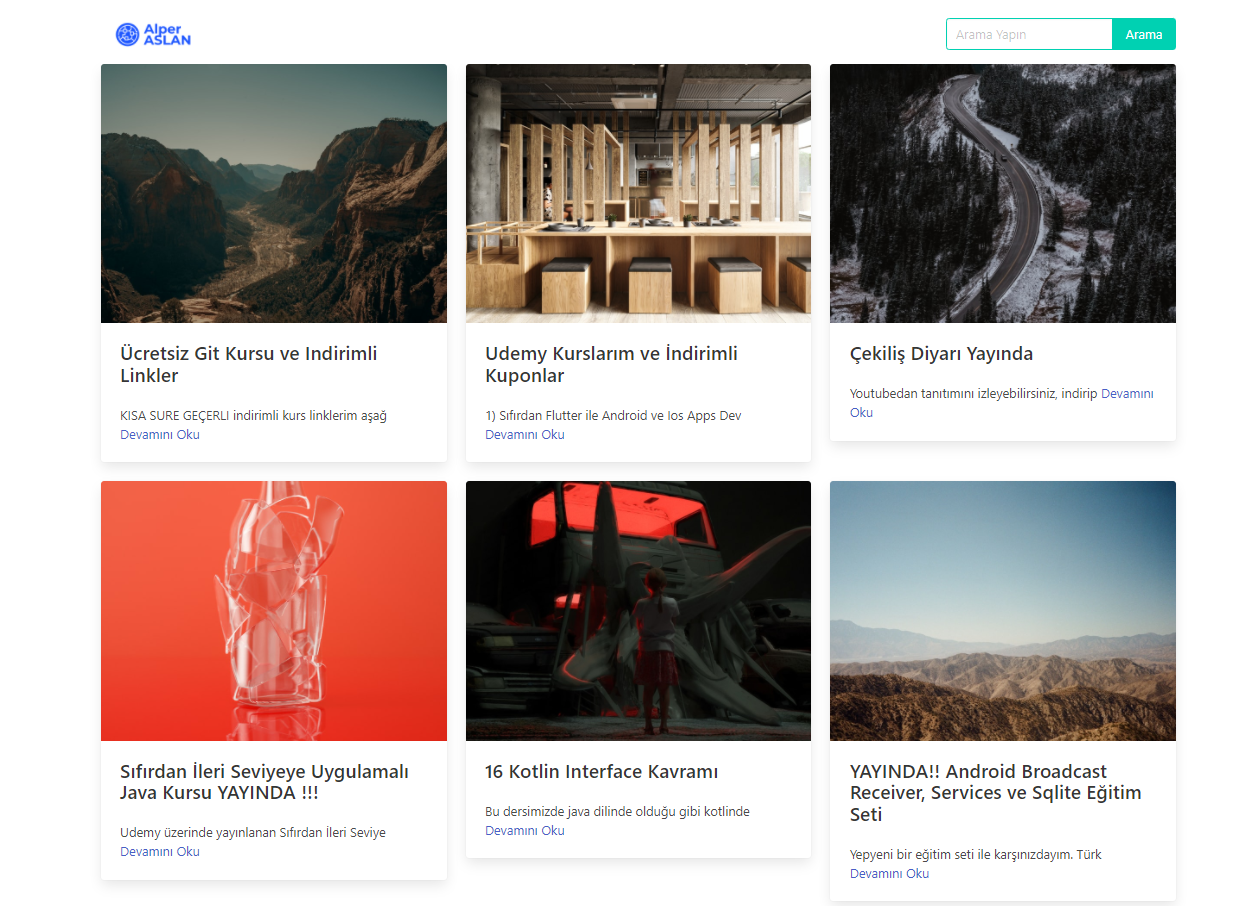 Alper
ASLAN
Arama Yapın
Arama
Ücretsiz Git Kursu ve Indirimli
Linkler
KISA SURE GEÇERLI indirimli kurs linklerim aşağ
Devamını Oku
Udemy Kurslarım ve İndirimli
Kuponlar
1) Sıfırdan Flutter ile Android ve Ios Apps Dev
Devamını Oku
Çekiliş Diyarı Yayında
Youtubedan tanıtımını izleyebilirsiniz, indirip Devamını
Oku
Sıfırdan İleri Seviyeye Uygulamalı
Java Kursu YAYINDA !!!
Udemy üzerinde yayınlanan Sıfırdan İleri Seviye
Devamını Oku
16 Kotlin Interface Kavramı
Bu dersimizde java dilinde olduğu gibi kotlinde
Devamını Oku
YAYINDA!! Android Broadcast
Receiver, Services ve Sqlite Eğitim
Seti
Yepyeni bir eğitim seti ile karşınızdayım. Türk
Devamını Oku